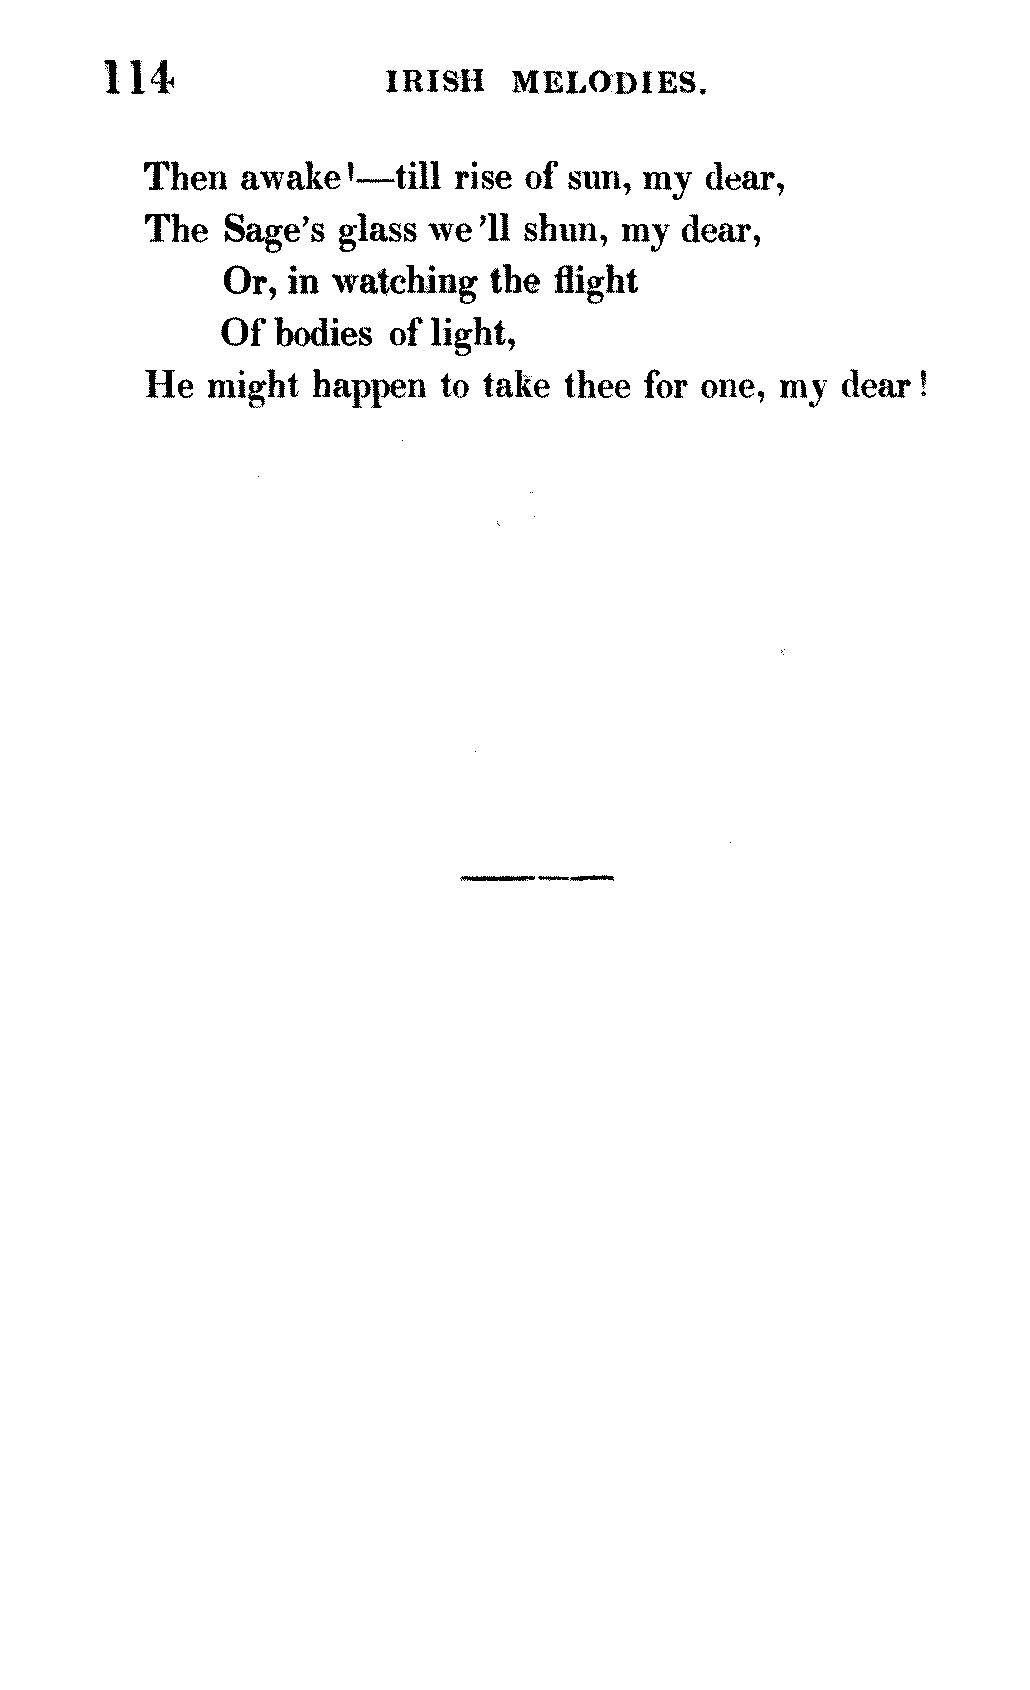 114 IRISH MELODIES.
Then awake!—till rise of sun, my dear,
The Sage's glass we'll shun, my dear,
Or, in watching the flight
Of bodies of light,
He might happen to take thee for one, my dear!